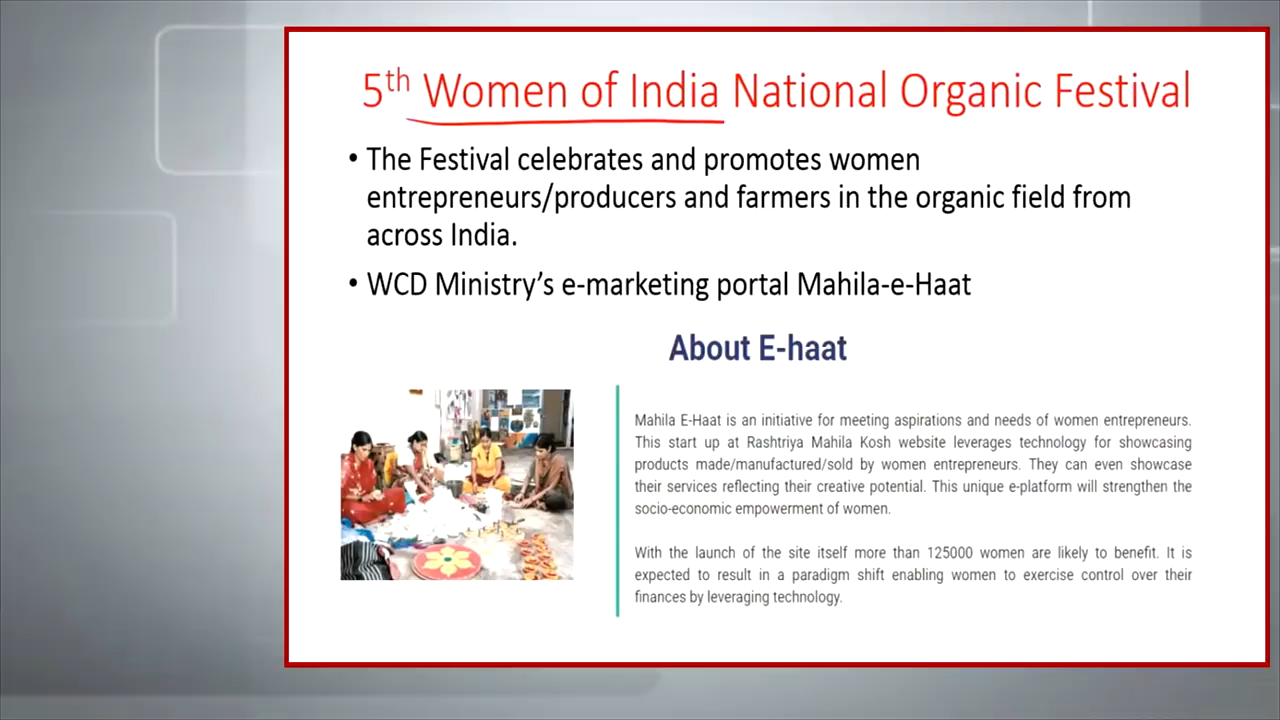 5th Women of India National Organic Festival
• The Festival celebrates and promotes women
entrepreneurs/producers and farmers in the organic field from
across India.
• WCD Ministry’s e-marketing portal Mahila-e-Haat
About E-haat
Mahila E-Haat is an initiative for meeting aspirations and needs of women entrepreneurs.
This start up at Rashtriya Mahila Kosh website leverages technology for showcasing
products made/manufactured/sold by women entrepreneurs. They can even showcase
their services reflecting their creative potential. This unique e-platform will strengthen the
socio-economic empowerment of women.
With the launch of the site itself more than 125000 women are likely to benefit. It is
expected to result in a paradigm shift enabling women to exercise control over their
finances by leveraging technology.